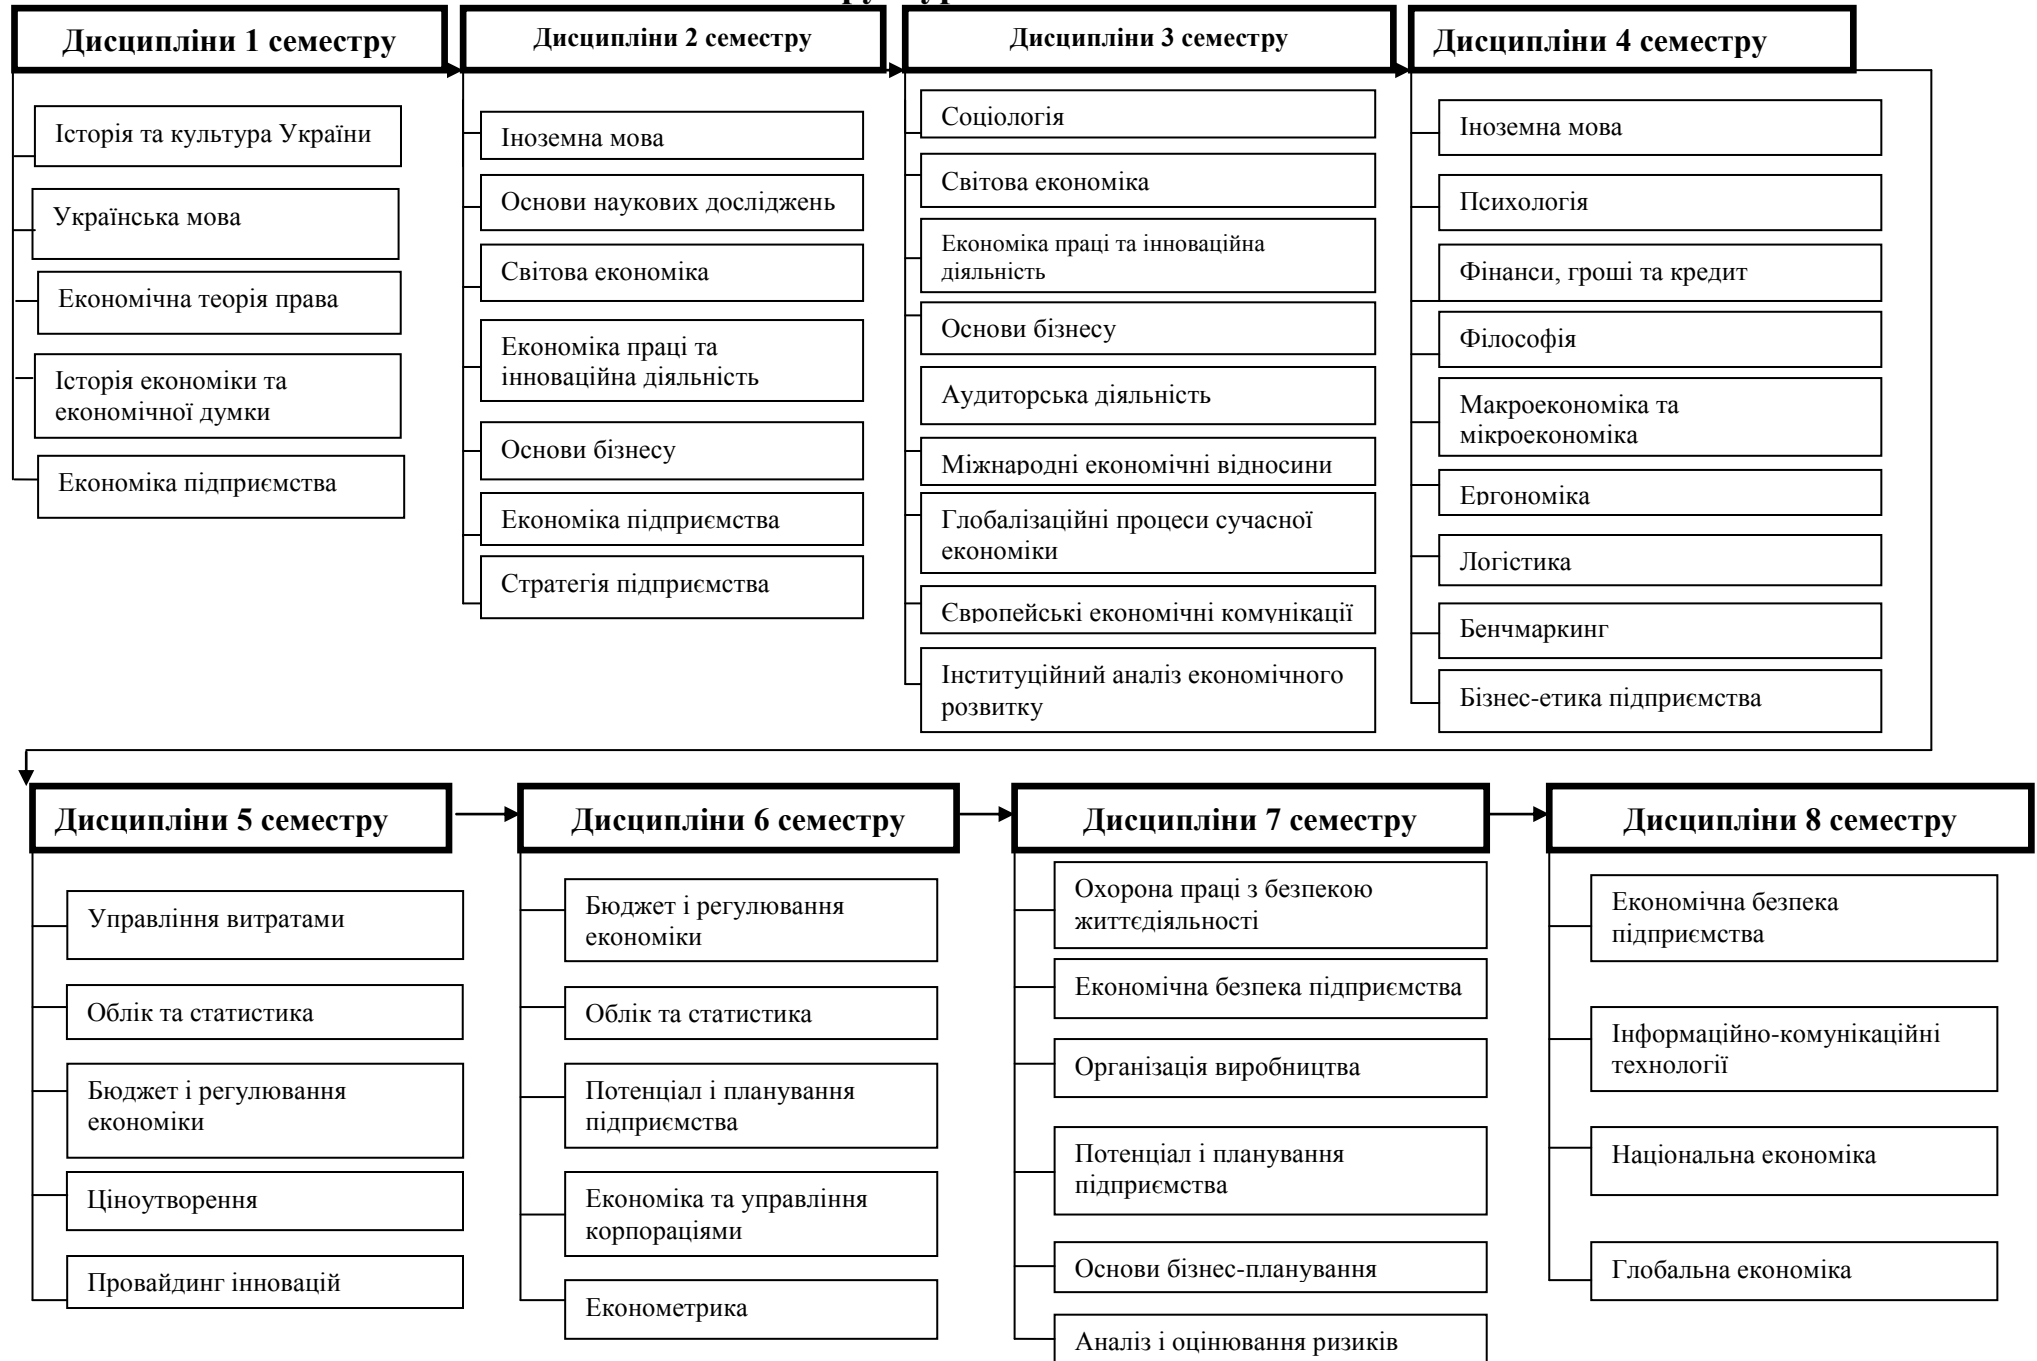 Дисципліни 1 семестру
Історія та культура України
Українська мова
Економічна теорія права
Історія економіки та
економічної думки
Економіка підприємства
Дисципліни 2 семестру
Іноземна мова
Основи наукових досліджень
Світова економіка
Економіка праці та
інноваційна діяльність
Основи бізнесу
Економіка підприємства
Стратегія підприємства
Дисципліни 3 семестру
Соціологія
Світова економіка
Економіка праці та інноваційна
діяльність
Основи бізнесу
Аудиторська діяльність
Міжнародні економічні відносини
Глобалізаційні процеси сучасної
економіки
Європейські економічні комунікації
Інституційний аналіз економічного
розвитку
Дисципліни 4 семестру
Іноземна мова
Психологія
Фінанси, гроші та кредит
Філософія
Макроекономіка та
мікроекономіка
Ергономіка
Логістика
Бенчмаркинг
Бізнес-етика підприємства
Дисципліни 5 семестру
Управління витратами
Облік та статистика
Бюджет і регулювання
економіки
Ціноутворення
Провайдинг інновацій
Дисципліни 6 семестру
Бюджет і регулювання
економіки
Облік та статистика
Потенціал і планування
підприємства
Економіка та управління
корпораціями
Економетрика
Дисципліни 7 семестру
Охорона праці з безпекою
життєдіяльності
Економічна безпека підприємства
Організація виробництва
Потенціал і планування
підприємства
Основи бізнес-планування
Аналіз і оцінювання ризиків
Дисципліни 8 семестру
Економічна безпека
підприємства
Інформаційно-комунікаційні
технології
Національна економіка
Глобальна економіка